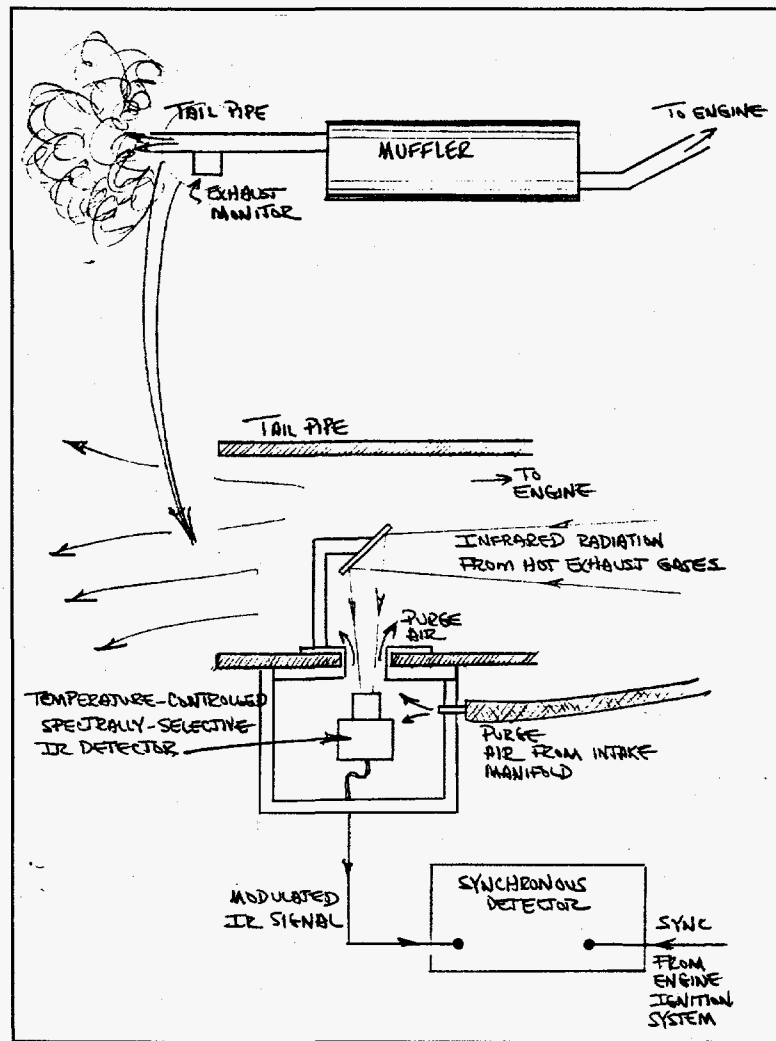 TAIL PIPE
TO ENGINE
MUFFLER
EXHAUST
MONITOR
TAIL PIPE
TO
ENGINE
INFRARED RADIATION
FROM HOT EXHAUST GASES
PURGE
AIR
TEMPERATURE-CONTROLLED
SPECTRALLY-SELECTIVE
IR DETECTOR
PURGE
AIR FROM INTAKE
MANIFOLD
MODULATED
IR SIGNAL
SYNCHRONOUS
DETECTOR
SYNC
FROM
ENGINE
IGNITION
SYSTEM